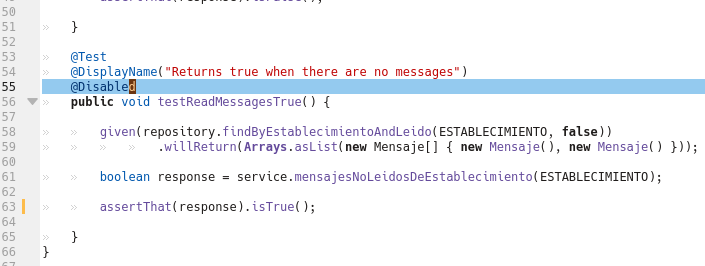 50
51 » }
52
53 » @Test
54 » @DisplayName("Returns true when there are no messages")
55 @Disabled
56 » public void testReadMessagesTrue() {
57
58 » » given(repository.findByEstablecimientoAndLeido(ESTABLECIMIENTO, false))
59 » » » » .willReturn(Arrays.asList(new Mensaje[] { new Mensaje(), new Mensaje() }));
60
61 » » boolean response = service.mensajesNoLeidosDeEstablecimiento(ESTABLECIMIENTO);
62
63 » » assertThat(response).isTrue();
64
65 » }
66 }